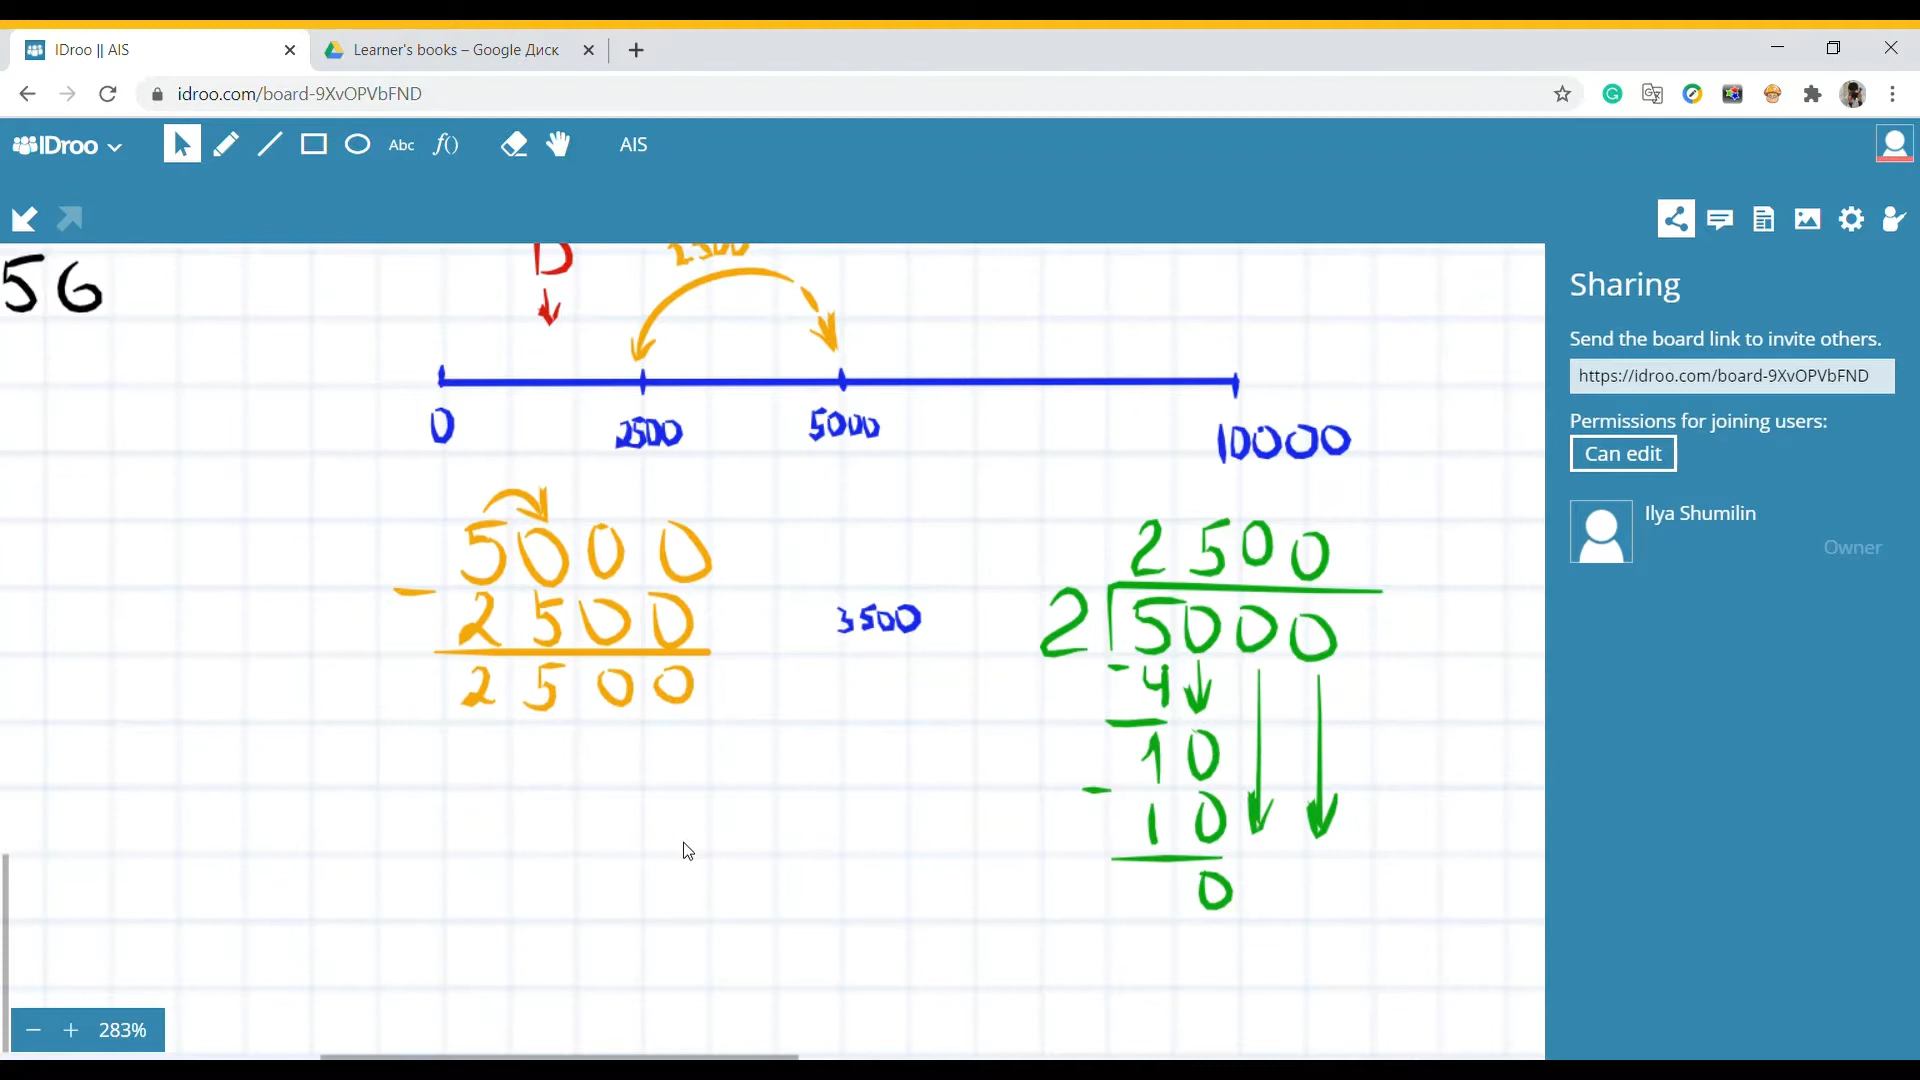 IDroo || AIS
Learner's books – Google Диск
idroo.com/board-9XvOPVbFND
IDroo
Abc
f()
AIS
Sharing
Send the board link to invite others.
https://idroo.com/board-9XvOPVbFND
Permissions for joining users:
Can edit
Ilya Shumilin
Owner
56
D
2500
0
2500
5000
10000
5000
- 2500
2500
3500
2500
2 5000
- 4
10
- 10
0
283%